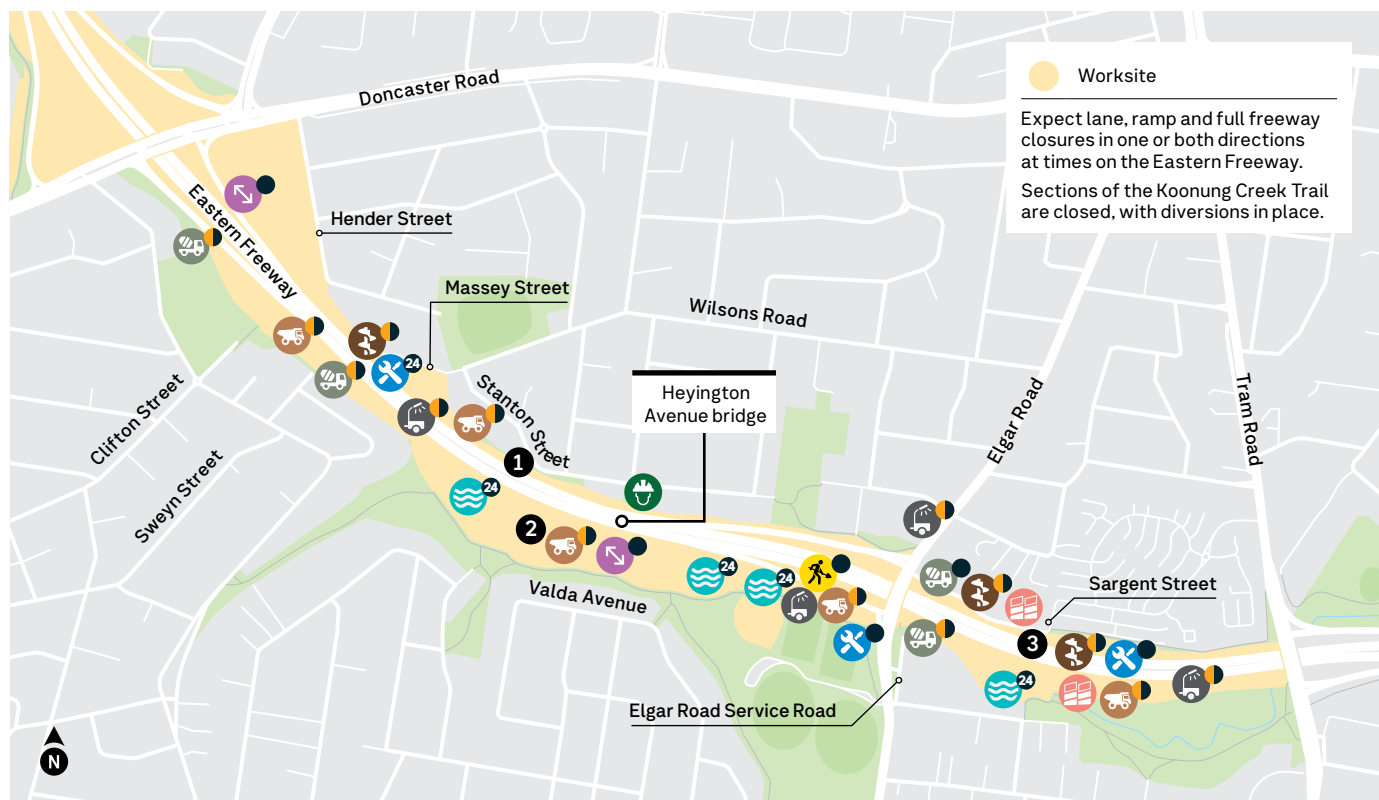 Doncaster Road
Worksite
Expect lane, ramp and full freeway
closures in one or both directions
at times on the Eastern Freeway.
Sections of the Koonung Creek Trail
are closed, with diversions in place.
Eastern Freeway
Hender Street
Massey Street
Wilsons Road
Heyington
Avenue bridge
Clifton Street
Sweyn Street
Stanton Street
Elgar Road
Tram Road
24
1
24
2
24
24
Valda Avenue
Sargent Street
3
24
Elgar Road Service Road
N